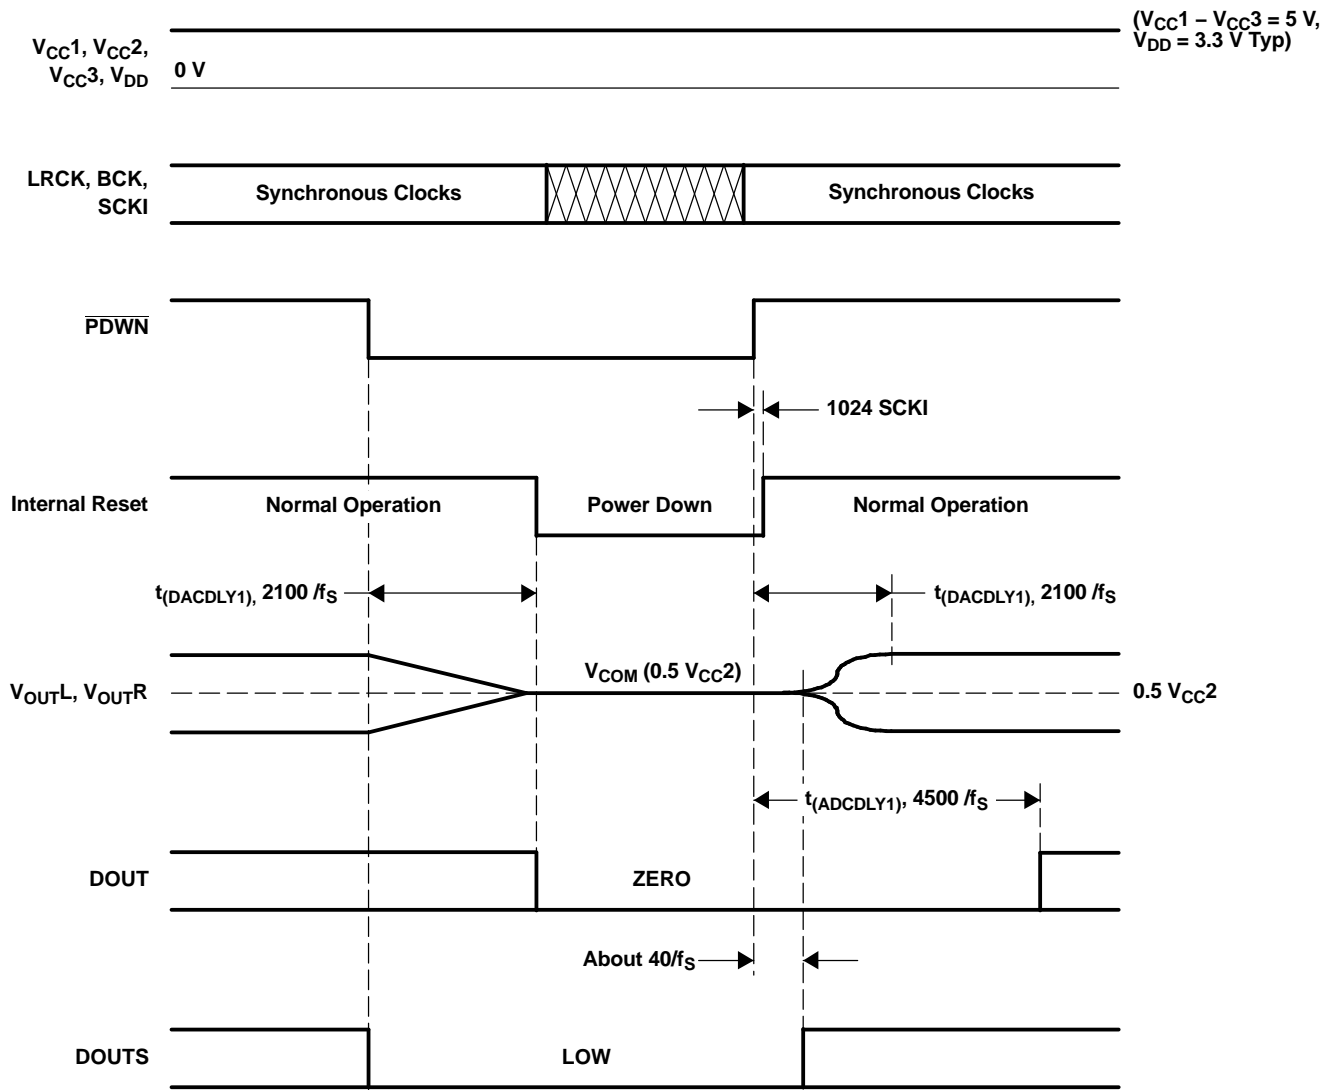 (VCC1 – VCC3 = 5 V,
VDD = 3.3 V Typ)
VCC1, VCC2,
VCC3, VDD
0 V
LRCK, BCK,
SCKI
Synchronous Clocks
Synchronous Clocks
PDWN
1024 SCKI
Internal Reset
Normal Operation
Power Down
Normal Operation
t(DACDLY1), 2100 /fS
t(DACDLY1), 2100 /fS
VCOM (0.5 VCC2)
VOUTL, VOUTR
0.5 VCC2
t(ADCDLY1), 4500 /fS
DOUT
ZERO
About 40/fS
DOUTS
LOW